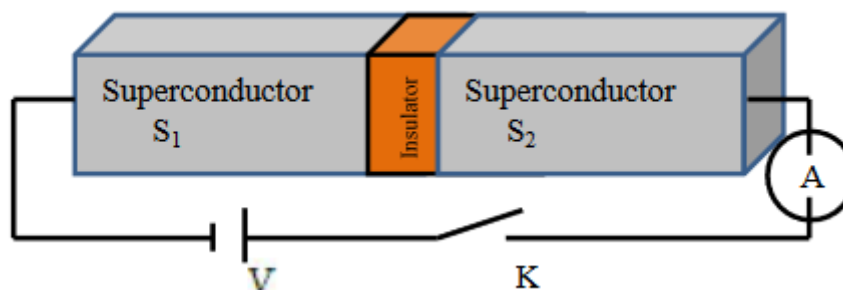 Superconductor
S₁
Insulator
Superconductor
S₂
A
V
K